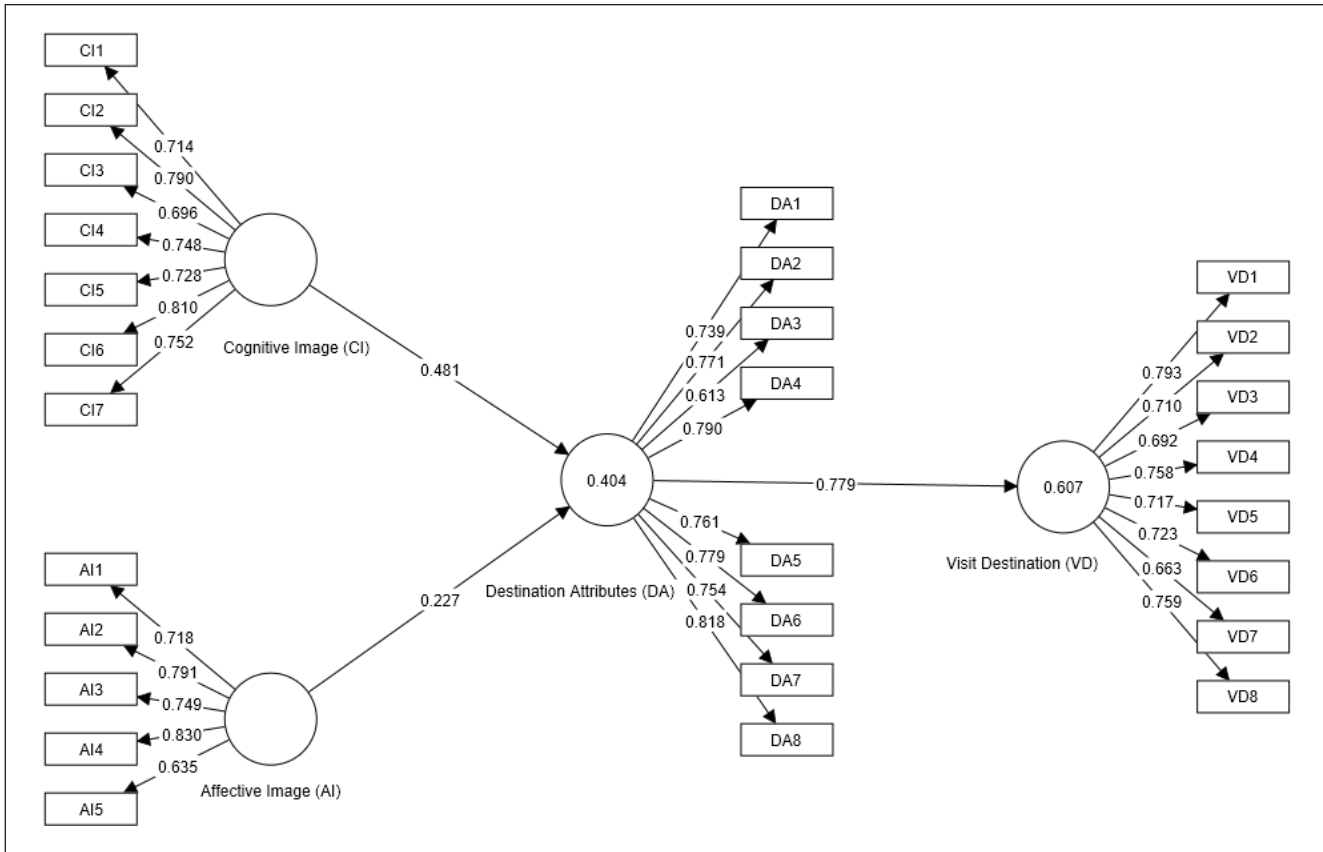 CI1
CI2
CI3
CI4
CI5
CI6
CI7
0.714
0.790
0.696
0.748
0.728
0.810
0.752
Cognitive Image (CI)
0.481
AI1
AI2
AI3
AI4
AI5
0.718
0.791
0.749
0.830
0.635
Affective Image (AI)
0.227
DA1
DA2
DA3
DA4
0.739
0.771
0.613
0.790
0.404
Destination Attributes (DA)
0.761
0.779
0.754
0.818
DA5
DA6
DA7
DA8
0.779
0.607
Visit Destination (VD)
0.793
0.710
0.692
0.758
0.717
0.723
0.663
0.759
VD1
VD2
VD3
VD4
VD5
VD6
VD7
VD8